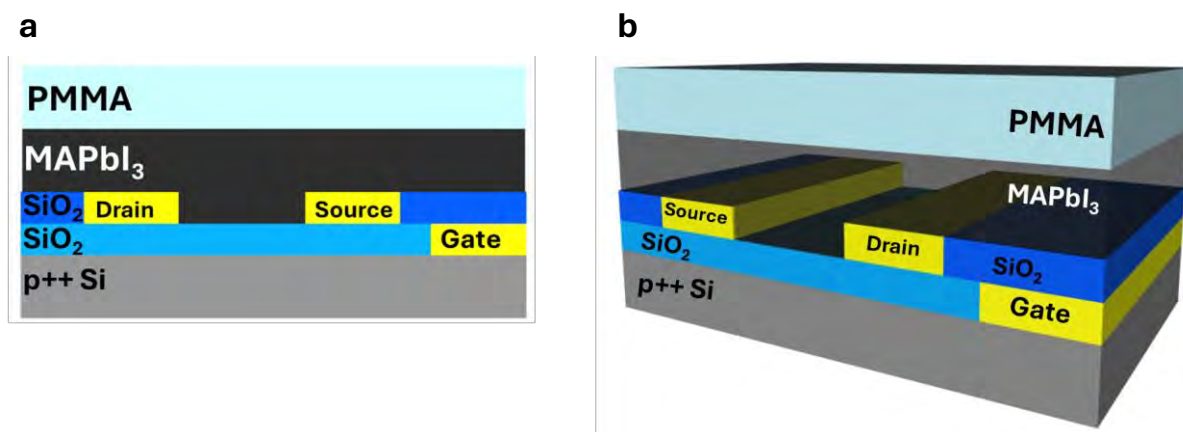 a
PMMA
MAPbI₃
SiO₂ Drain Source
SiO₂ Gate
p++ Si
b
PMMA
MAPbI₃
Source
Drain
SiO₂
SiO₂
p++ Si
Gate